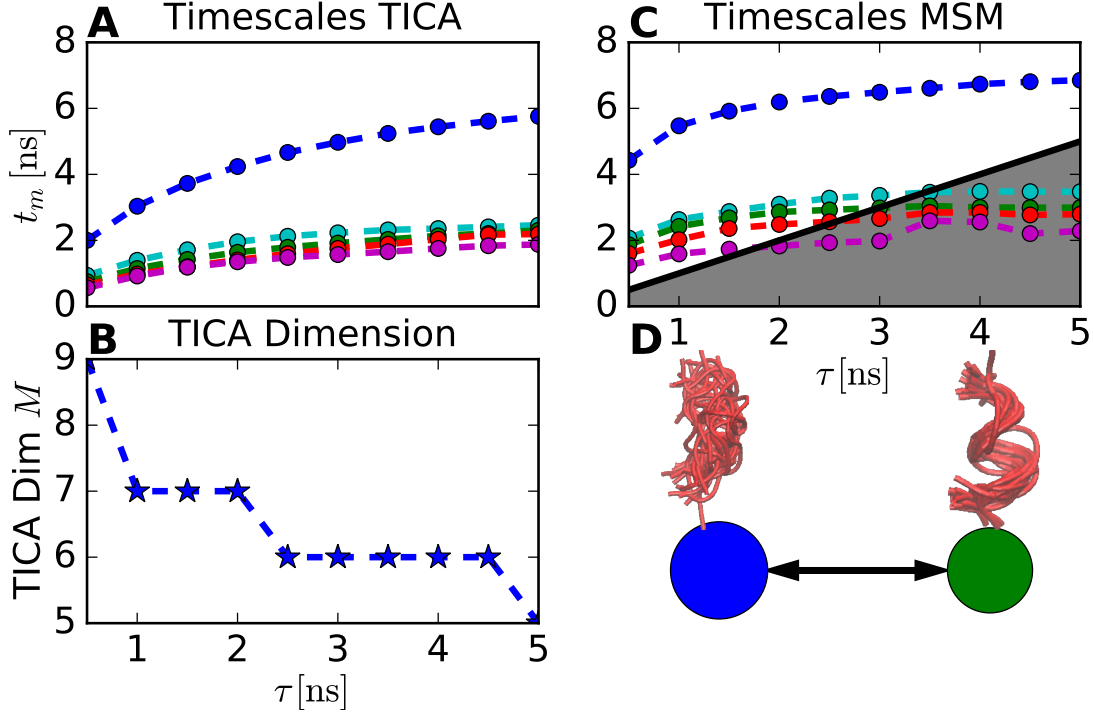 A Timescales TICA
8
6
4
2
0
t_m [ns]
C Timescales MSM
8
6
4
2
0
1 2 3 4 5
τ [ns]
B TICA Dimension
9
8
7
6
5
TICA Dim M
1 2 3 4 5
τ [ns]
D